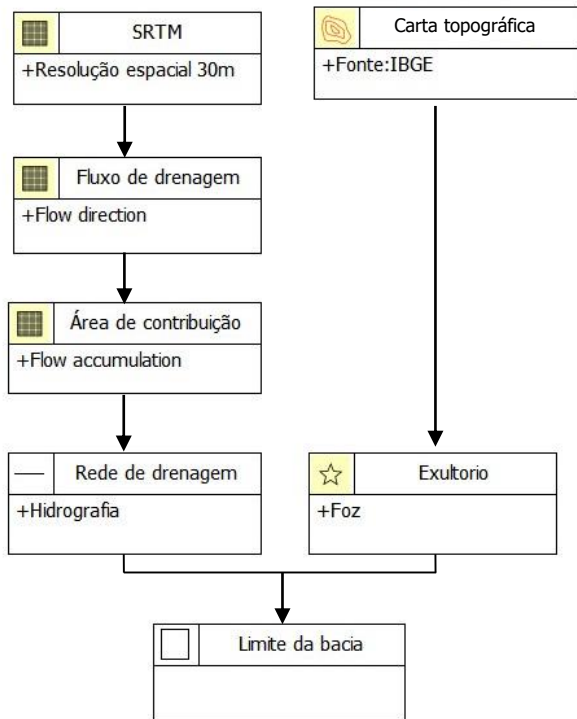 SRTM
+Resolução espacial 30m
Carta topográfica
+Fonte:IBGE
Fluxo de drenagem
+Flow direction
Área de contribuição
+Flow accumulation
Rede de drenagem
+Hidrografia
Exultorio
+Foz
Limite da bacia